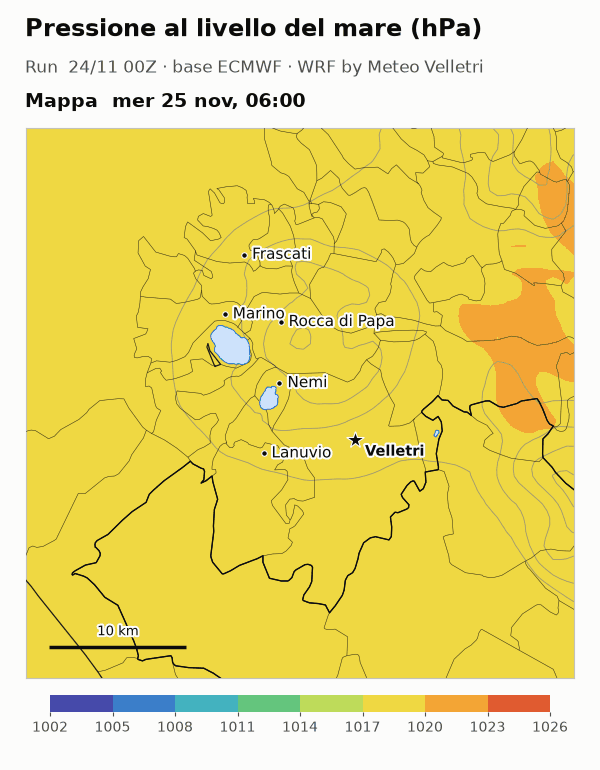 Pressione al livello del mare (hPa)
Run  24/11 00Z · base ECMWF · WRF by Meteo Velletri
Mappa  mer 25 nov, 06:00
Frascati
Marino
Rocca di Papa
Nemi
Velletri
Lanuvio
10 km
1002 1005 1008 1011 1014 1017 1020 1023 1026